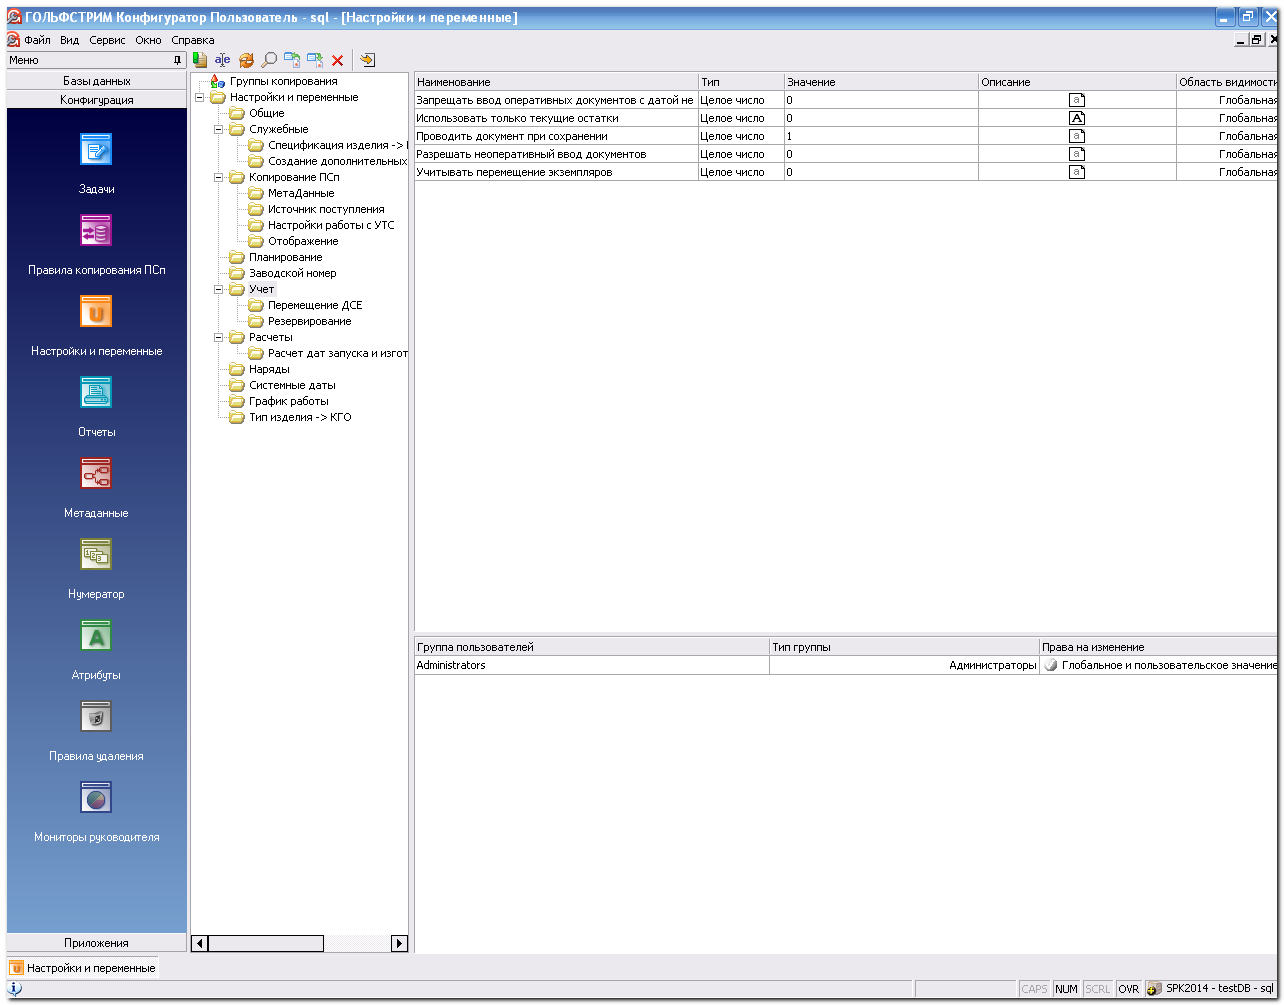 ГОЛЬФСТРИМ Конфигуратор Пользователь - sql - [Настройки и переменные]
Файл Вид Сервис Окно Справка
Меню
Базы данных
Конфигурация
Задачи
Правила копирования ПСп
Настройки и переменные
Отчеты
Метаданные
Нумератор
Атрибуты
Правила удаления
Мониторы руководителя
Приложения
Группы копирования
Настройки и переменные
Общие
Служебные
Спецификация изделия ->
Создание дополнительных
Копирование ПСп
МетаДанные
Источник поступления
Настройки работы с УТС
Отображение
Планирование
Заводской номер
Учет
Перемещение ДСЕ
Резервирование
Расчеты
Расчет дат запуска и изгот
Наряды
Системные даты
График работы
Тип изделия -> КГО
Наименование Тип Значение Описание Область видимости
Запрещать ввод оперативных документов с датой не Целое число 0 a Глобальная
Использовать только текущие остатки Целое число 0 A Глобальная
Проводить документ при сохранении Целое число 1 a Глобальная
Разрешать неоперативный ввод документов Целое число 0 a Глобальная
Учитывать перемещение экземпляров Целое число 0 a Глобальная
Группа пользователей Тип группы Права на изменение
Administrators Администраторы Глобальное и пользовательское значение
Настройки и переменные
CAPS NUM SCRL OVR SPK2014 - testDB - sql